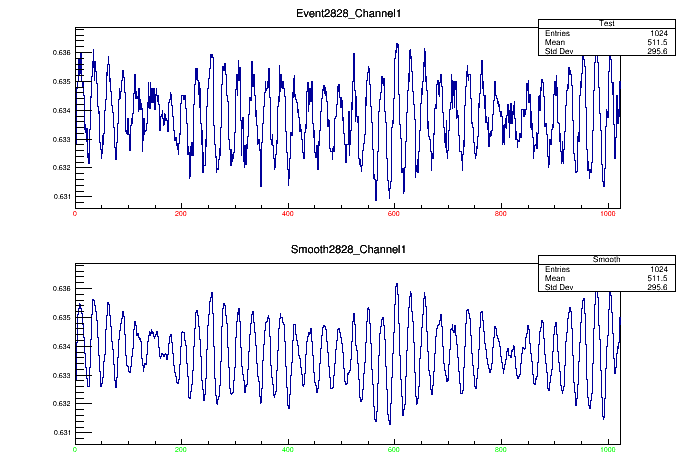 Event2828_Channel1
Test
Entries 1024
Mean 511.5
Std Dev 295.6
0.636
0.635
0.634
0.633
0.632
0.631
0 200 400 600 800 1000
Smooth2828_Channel1
Smooth
Entries 1024
Mean 511.5
Std Dev 295.6
0.636
0.635
0.634
0.633
0.632
0.631
0 200 400 600 800 1000